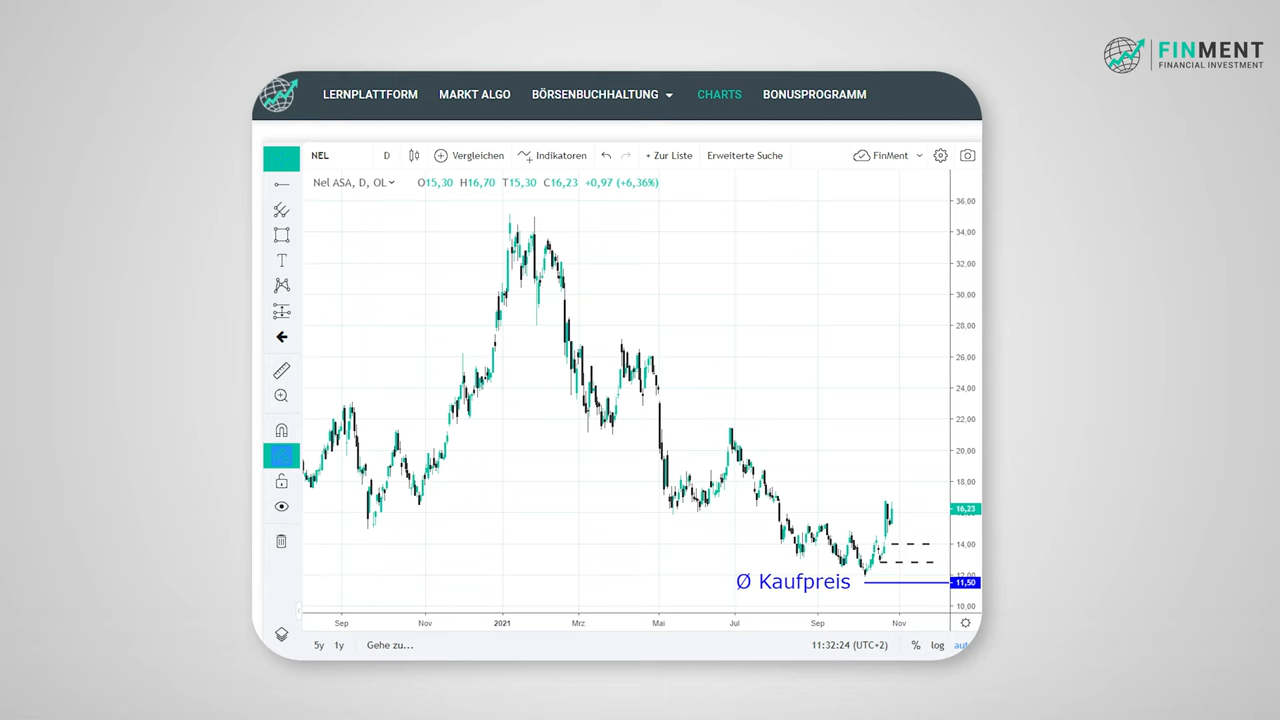 FINMENT
FINANCIAL INVESTMENT
LERNPLATTFORM MARKT ALGO BÖRSENBUCHHALTUNG CHARTS BONUSPROGRAMM
NEL D Vergleichen Indikatoren + Zur Liste Erweiterte Suche FinMent
Nel ASA, D, OL O15,30 H16,70 T15,30 C16,23 +0,97 (+6,36%)
36,00
34,00
32,00
30,00
28,00
26,00
24,00
22,00
20,00
18,00
16,23
14,00
12,00
Ø Kaufpreis 11,50
10,00
Sep Nov 2021 Mrz Mai Jul Sep Nov
5y 1y Gehe zu... 11:32:24 (UTC+2) % log